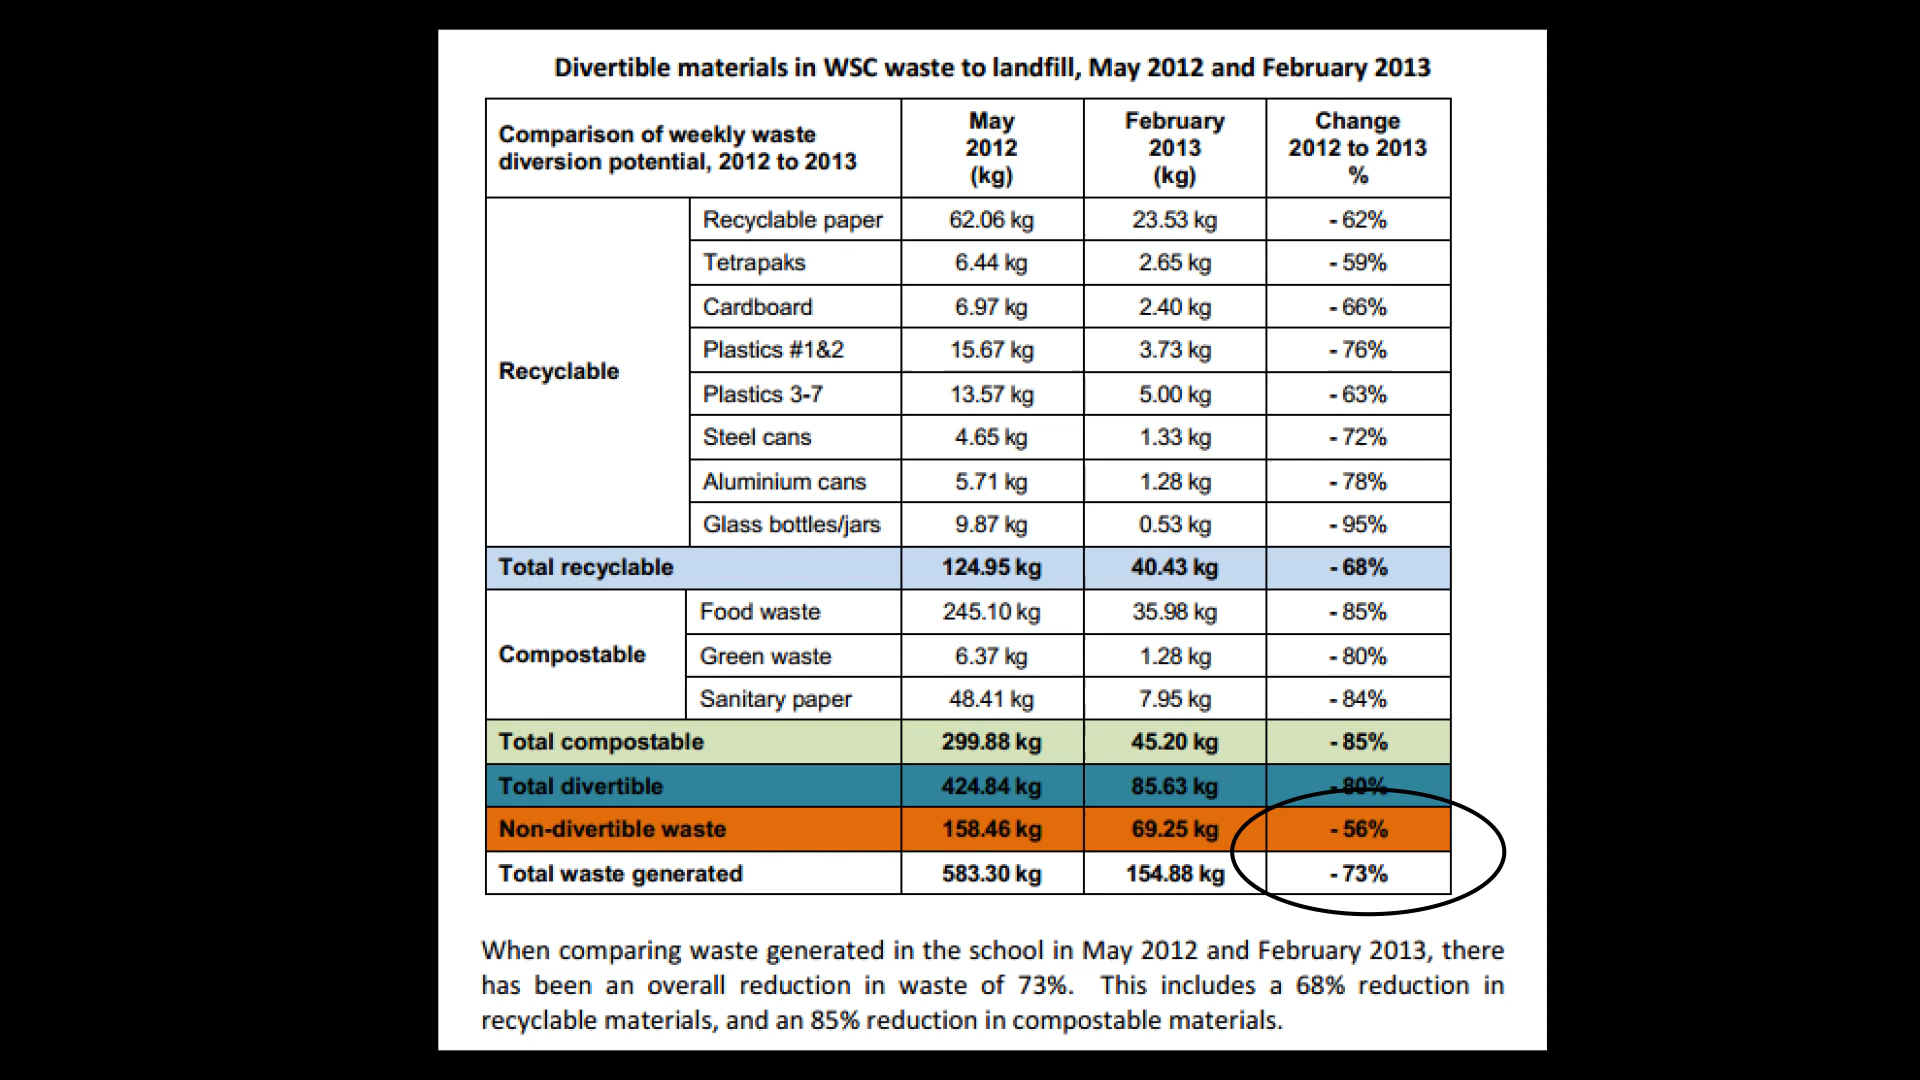 Divertible materials in WSC waste to landfill, May 2012 and February 2013
Comparison of weekly waste diversion potential, 2012 to 2013 May 2012 (kg) February 2013 (kg) Change 2012 to 2013 %
Recyclable
Recyclable paper 62.06 kg 23.53 kg - 62%
Tetrapaks 6.44 kg 2.65 kg - 59%
Cardboard 6.97 kg 2.40 kg - 66%
Plastics #1&2 15.67 kg 3.73 kg - 76%
Plastics 3-7 13.57 kg 5.00 kg - 63%
Steel cans 4.65 kg 1.33 kg - 72%
Aluminium cans 5.71 kg 1.28 kg - 78%
Glass bottles/jars 9.87 kg 0.53 kg - 95%
Total recyclable 124.95 kg 40.43 kg - 68%
Compostable
Food waste 245.10 kg 35.98 kg - 85%
Green waste 6.37 kg 1.28 kg - 80%
Sanitary paper 48.41 kg 7.95 kg - 84%
Total compostable 299.88 kg 45.20 kg - 85%
Total divertible 424.84 kg 85.63 kg - 80%
Non-divertible waste 158.46 kg 69.25 kg - 56%
Total waste generated 583.30 kg 154.88 kg - 73%
When comparing waste generated in the school in May 2012 and February 2013, there
has been an overall reduction in waste of 73%. This includes a 68% reduction in
recyclable materials, and an 85% reduction in compostable materials.